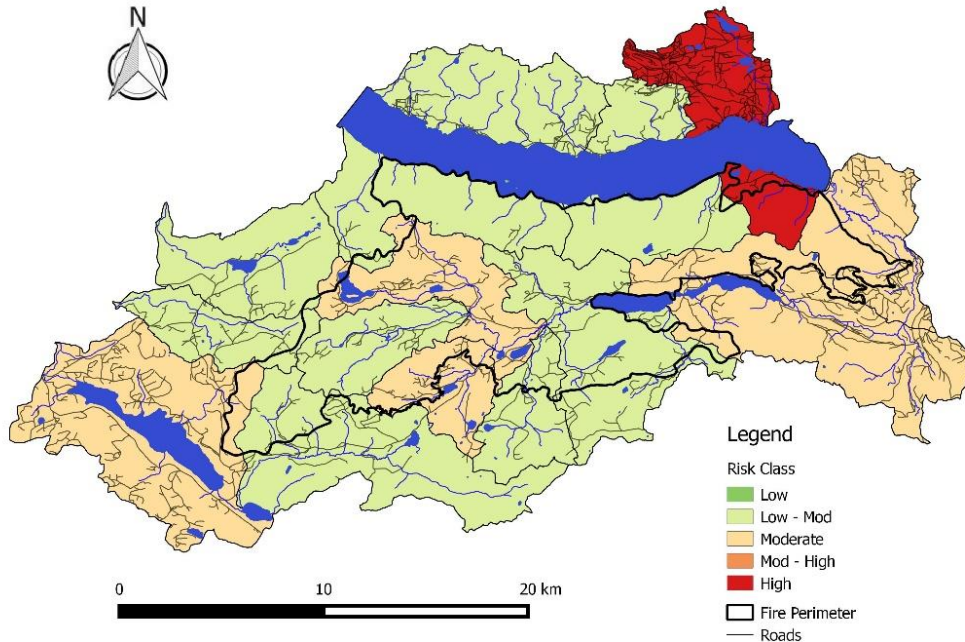 N
Legend
Risk Class
Low
Low - Mod
Moderate
Mod - High
High
Fire Perimeter
Roads
0 10 20 km